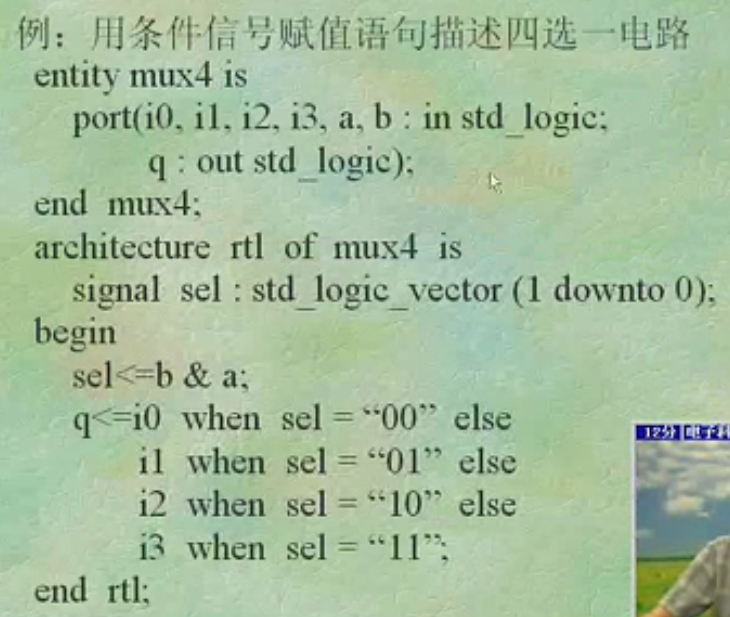 例：用条件信号赋值语句描述四选一电路
entity mux4 is
port(i0, i1, i2, i3, a, b : in std_logic;
q : out std_logic);
end mux4;
architecture rtl of mux4 is
signal sel : std_logic_vector (1 downto 0);
begin
sel<=b & a;
q<=i0 when sel = “00” else
i1 when sel = “01” else
i2 when sel = “10” else
i3 when sel = “11”;
end rtl;
12分 电子科